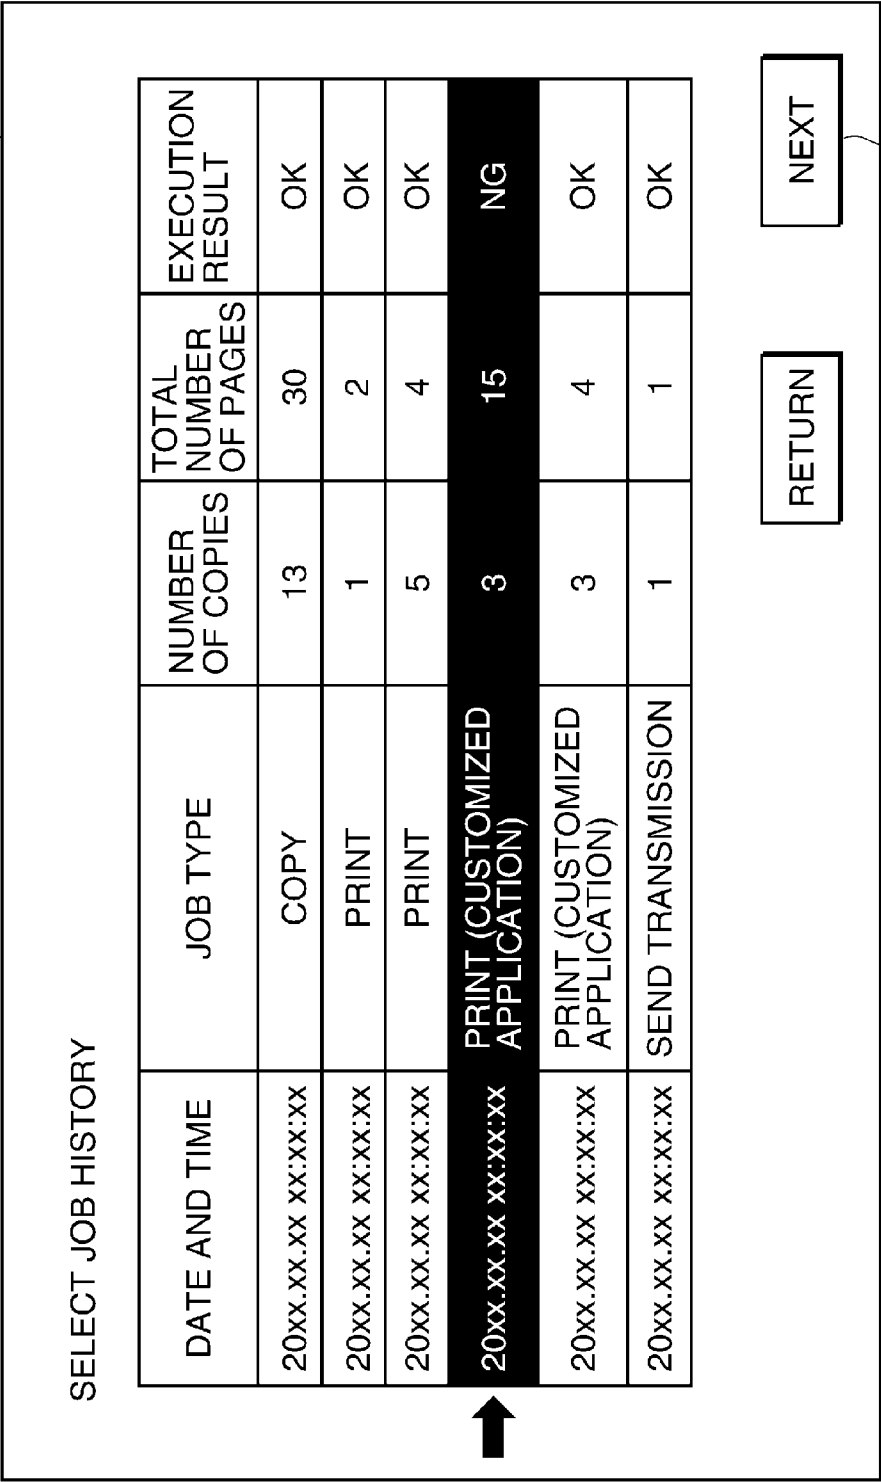 SELECT JOB HISTORY
DATE AND TIME
JOB TYPE
NUMBER
OF COPIES
TOTAL
NUMBER
OF PAGES
EXECUTION
RESULT
20xx.xx.xx xx:xx:xx
COPY
13
30
OK
20xx.xx.xx xx:xx:xx
PRINT
1
2
OK
20xx.xx.xx xx:xx:xx
PRINT
5
4
OK
20xx.xx.xx xx:xx:xx
PRINT (CUSTOMIZED
APPLICATION)
3
15
NG
20xx.xx.xx xx:xx:xx
PRINT (CUSTOMIZED
APPLICATION)
3
4
OK
20xx.xx.xx xx:xx:xx
SEND TRANSMISSION
1
1
OK
RETURN
NEXT